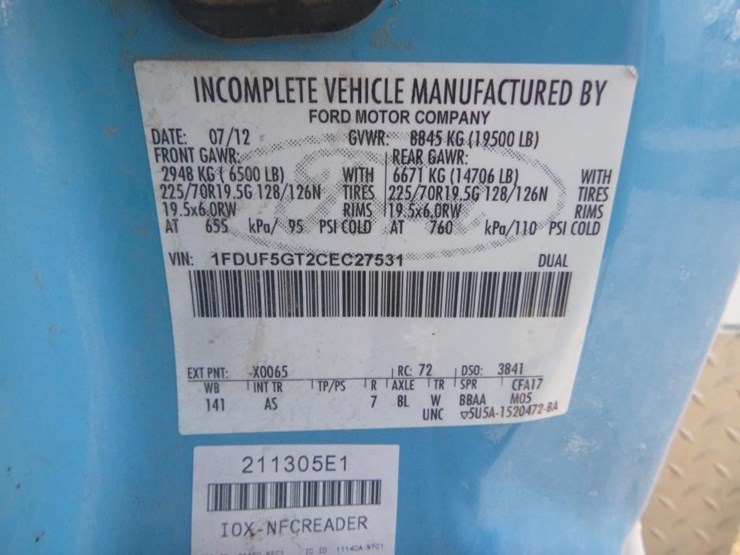 INCOMPLETE VEHICLE MANUFACTURED BY
FORD MOTOR COMPANY
DATE: 07/12 GVWR: 8845 KG (19500 LB)
FRONT GAWR: REAR GAWR:
2948 KG ( 6500 LB) WITH 6671 KG (14706 LB) WITH
225/70R19.5G 128/126N TIRES 225/70R19.5G 128/126N TIRES
19.5x6.0RW RIMS 19.5x6.0RW RIMS
AT 655 kPa/ 95 PSI COLD AT 760 kPa/110 PSI COLD
VIN: 1FDUF5GT2CEC27531 DUAL
EXT PNT: X0065 RC: 72 DSO: 3841
WB INT TR TP/PS R AXLE TR SPR CFA17
141 AS 7 8L W BBAA M05
UNC ▽5U5A-1520472-BA
211305E1
IOX-NFCREADER